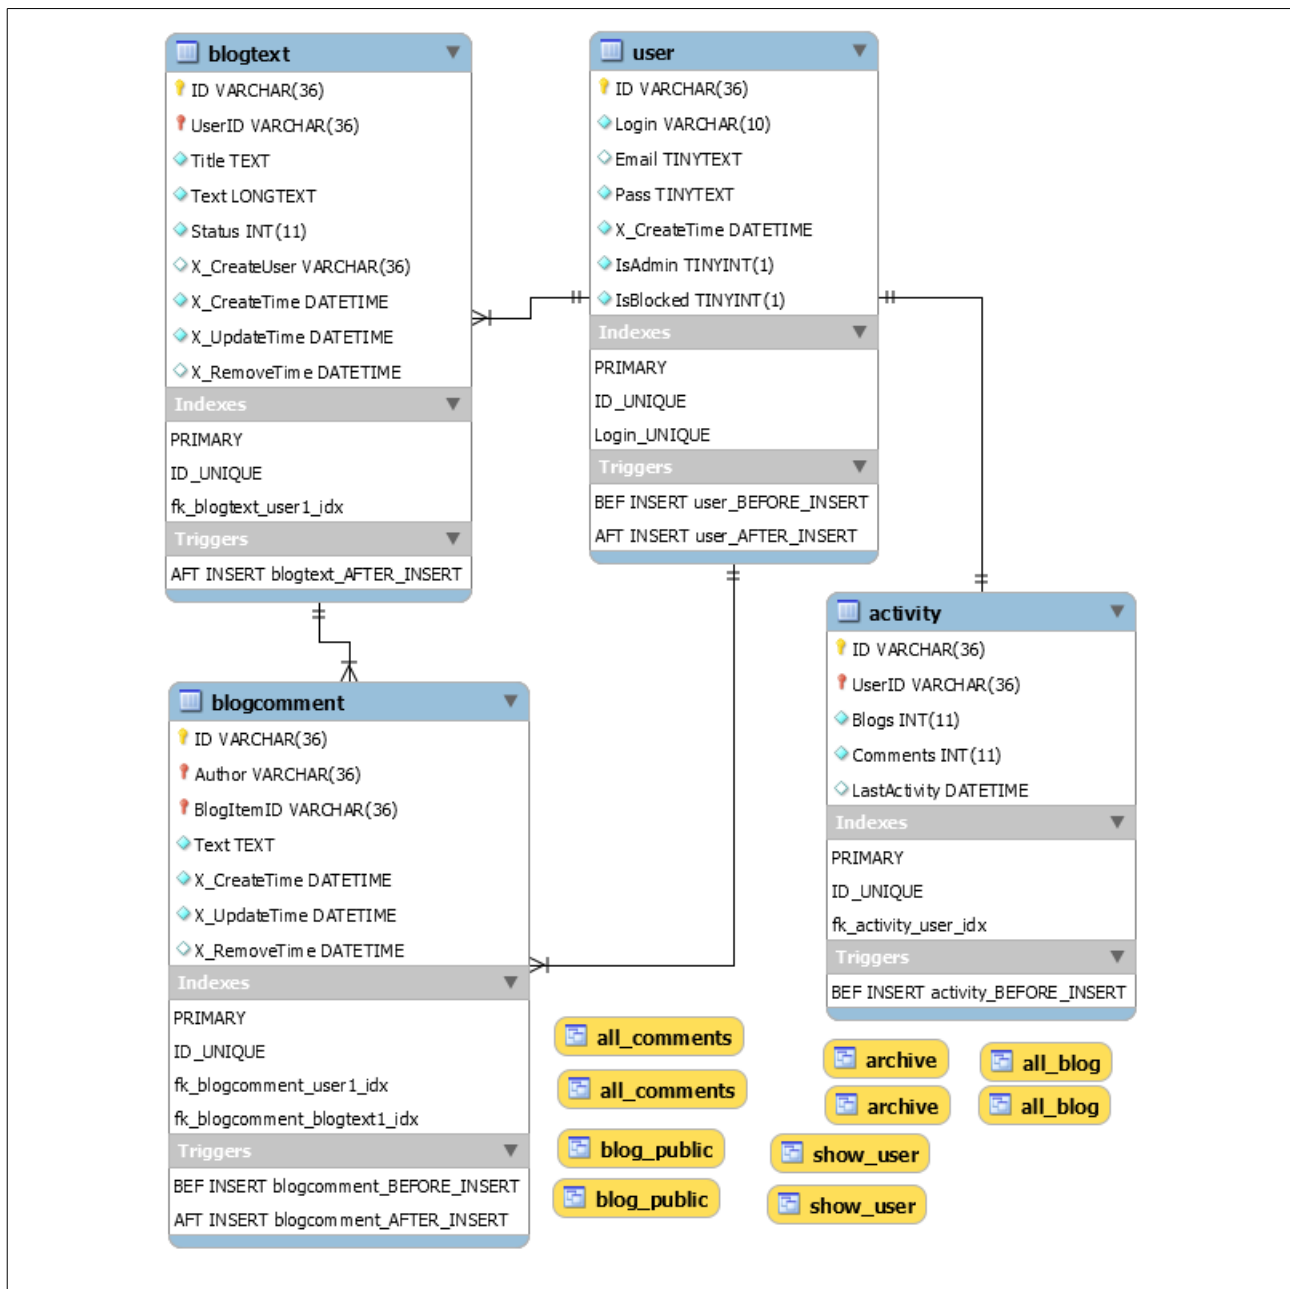 blogtext
ID VARCHAR(36)
UserID VARCHAR(36)
Title TEXT
Text LONGTEXT
Status INT(11)
X_CreateUser VARCHAR(36)
X_CreateTime DATETIME
X_UpdateTime DATETIME
X_RemoveTime DATETIME
Indexes
PRIMARY
ID_UNIQUE
fk_blogtext_user1_idx
Triggers
AFT INSERT blogtext_AFTER_INSERT
user
ID VARCHAR(36)
Login VARCHAR(10)
Email TINYTEXT
Pass TINYTEXT
X_CreateTime DATETIME
IsAdmin TINYINT(1)
IsBlocked TINYINT(1)
Indexes
PRIMARY
ID_UNIQUE
Login_UNIQUE
Triggers
BEF INSERT user_BEFORE_INSERT
AFT INSERT user_AFTER_INSERT
activity
ID VARCHAR(36)
UserID VARCHAR(36)
Blogs INT(11)
Comments INT(11)
LastActivity DATETIME
Indexes
PRIMARY
ID_UNIQUE
fk_activity_user_idx
Triggers
BEF INSERT activity_BEFORE_INSERT
blogcomment
ID VARCHAR(36)
Author VARCHAR(36)
BlogItemID VARCHAR(36)
Text TEXT
X_CreateTime DATETIME
X_UpdateTime DATETIME
X_RemoveTime DATETIME
Indexes
PRIMARY
ID_UNIQUE
fk_blogcomment_user1_idx
fk_blogcomment_blogtext1_idx
Triggers
BEF INSERT blogcomment_BEFORE_INSERT
AFT INSERT blogcomment_AFTER_INSERT
all_comments
all_comments
blog_public
blog_public
archive
archive
all_blog
all_blog
show_user
show_user